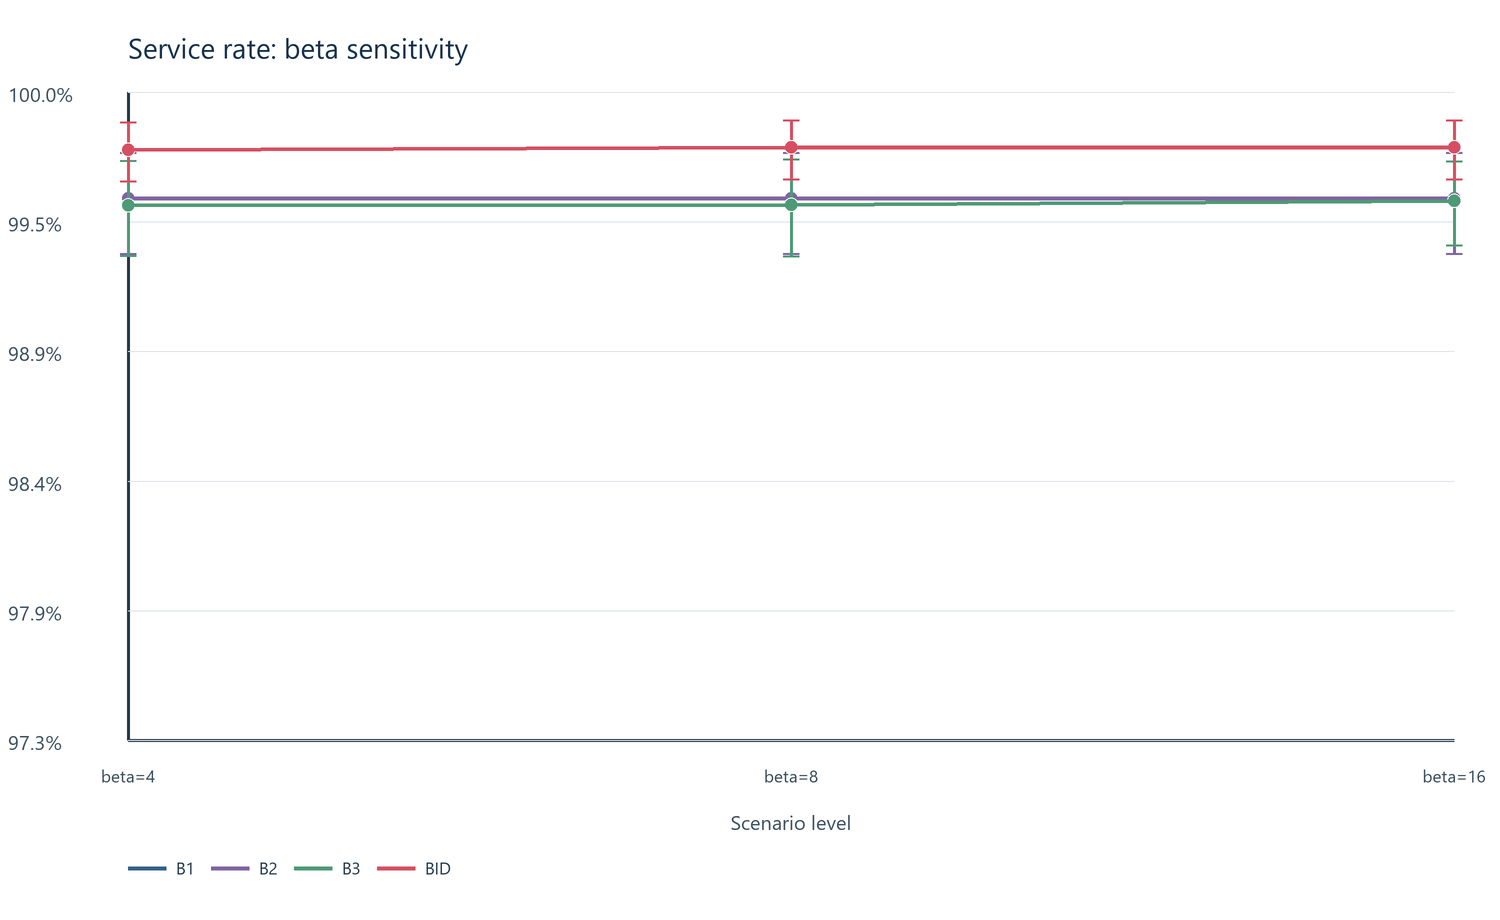 Service rate: beta sensitivity
100.0%
99.5%
98.9%
98.4%
97.9%
97.3%
beta=4 beta=8 beta=16
Scenario level
B1 B2 B3 BID